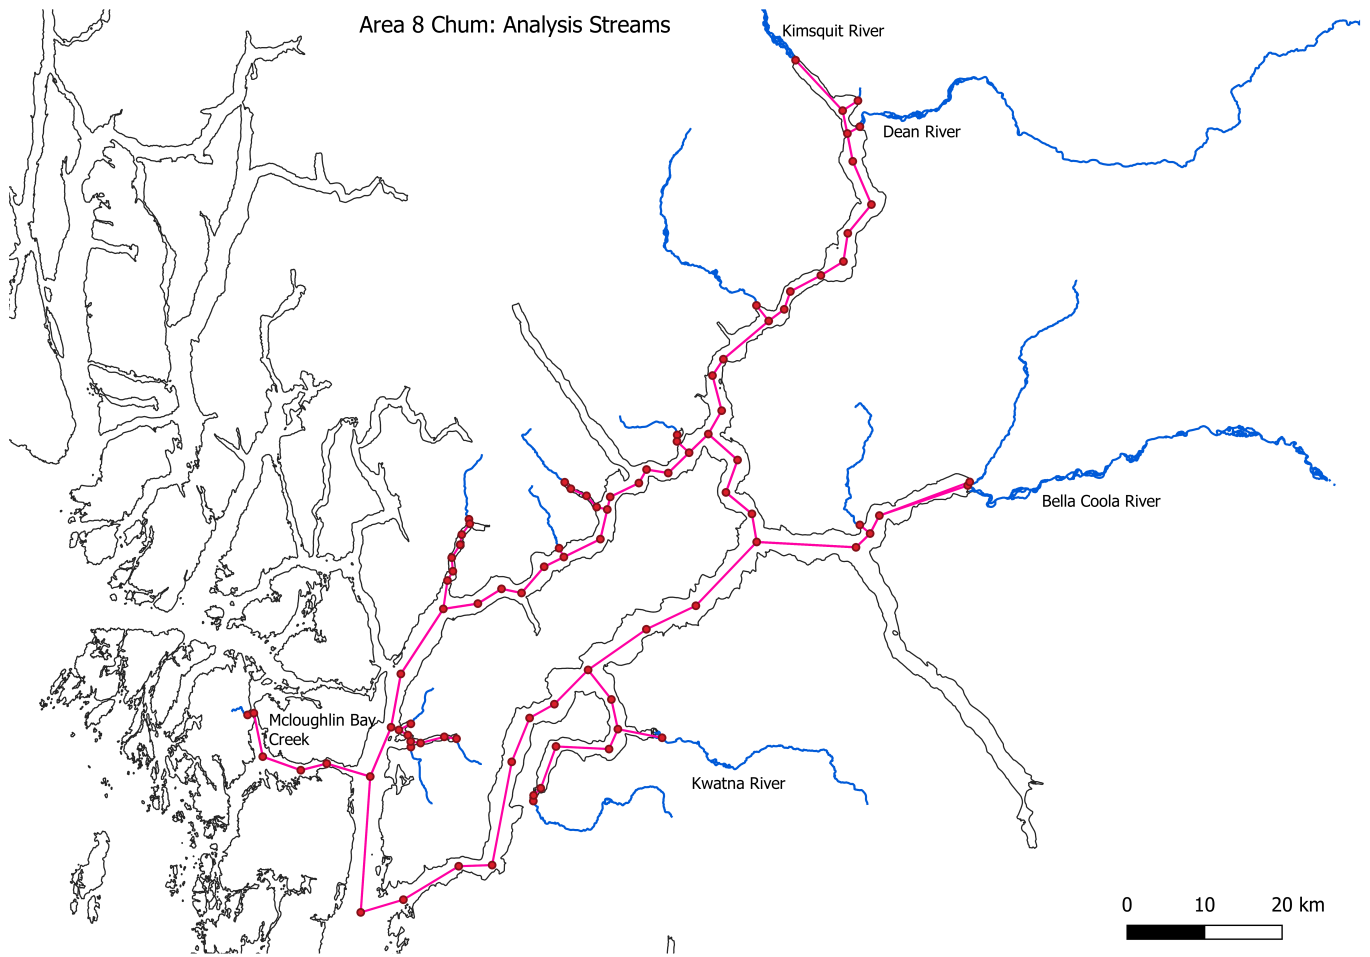 Area 8 Chum: Analysis Streams
Kimsquit River
Dean River
Bella Coola River
Mcloughlin Bay
Creek
Kwatna River
0 10 20 km